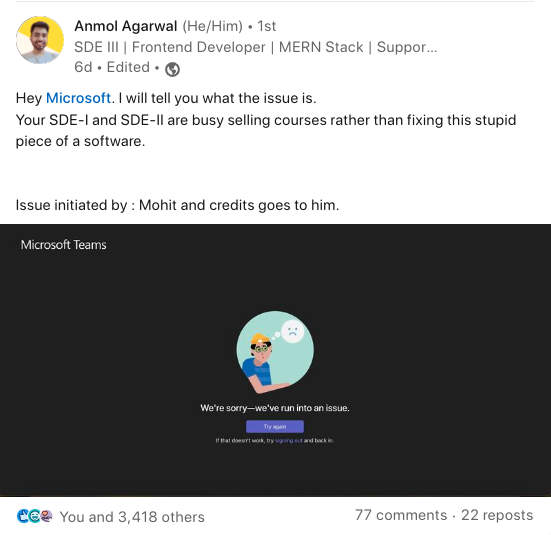 Anmol Agarwal (He/Him) • 1st
SDE III | Frontend Developer | MERN Stack | Suppor...
6d • Edited •
Hey Microsoft. I will tell you what the issue is.
Your SDE-I and SDE-II are busy selling courses rather than fixing this stupid
piece of a software.
Issue initiated by : Mohit and credits goes to him.
Microsoft Teams
We're sorry—we've run into an issue.
Try again
If that doesn't work, try signing out and back in.
You and 3,418 others
77 comments · 22 reposts